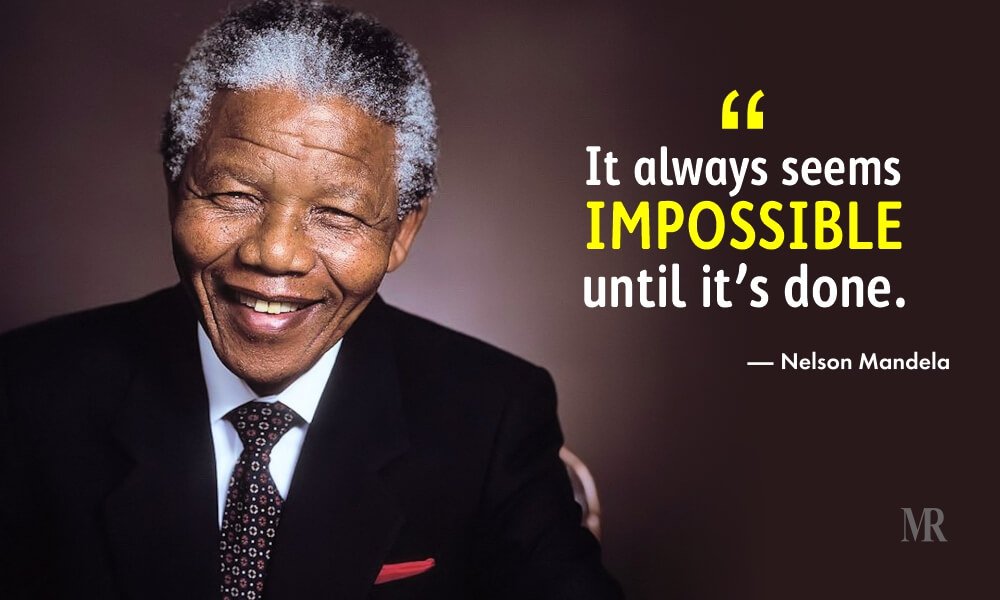 “
It always seems
IMPOSSIBLE
until it’s done.
— Nelson Mandela
MR